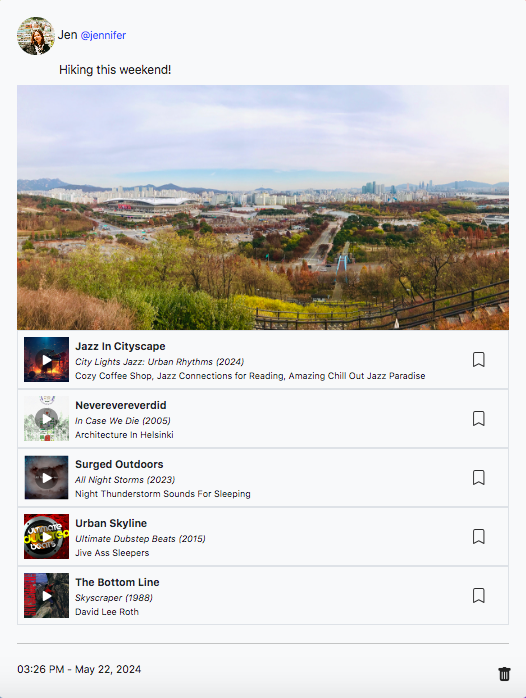 Jen @jennifer
Hiking this weekend!
Jazz In Cityscape
City Lights Jazz: Urban Rhythms (2024)
Cozy Coffee Shop, Jazz Connections for Reading, Amazing Chill Out Jazz Paradise
Neverevereverdid
In Case We Die (2005)
Architecture In Helsinki
Surged Outdoors
All Night Storms (2023)
Night Thunderstorm Sounds For Sleeping
ultimate
dubstep
beats
Urban Skyline
Ultimate Dubstep Beats (2015)
Jive Ass Sleepers
The Bottom Line
Skyscraper (1988)
David Lee Roth
03:26 PM - May 22, 2024